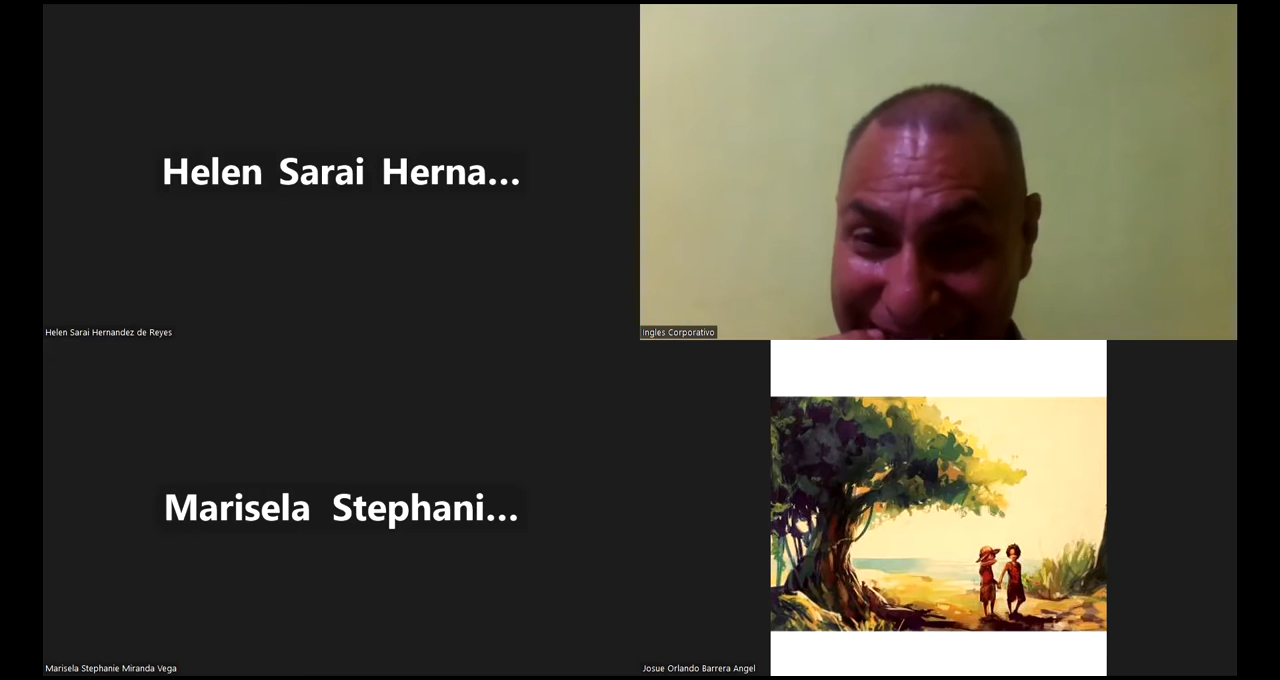 Helen Sarai Herna...
Helen Sarai Hernandez de Reyes
Ingles Corporativo
Marisela Stephani...
Marisela Stephanie Miranda Vega
Josue Orlando Barrera Angel